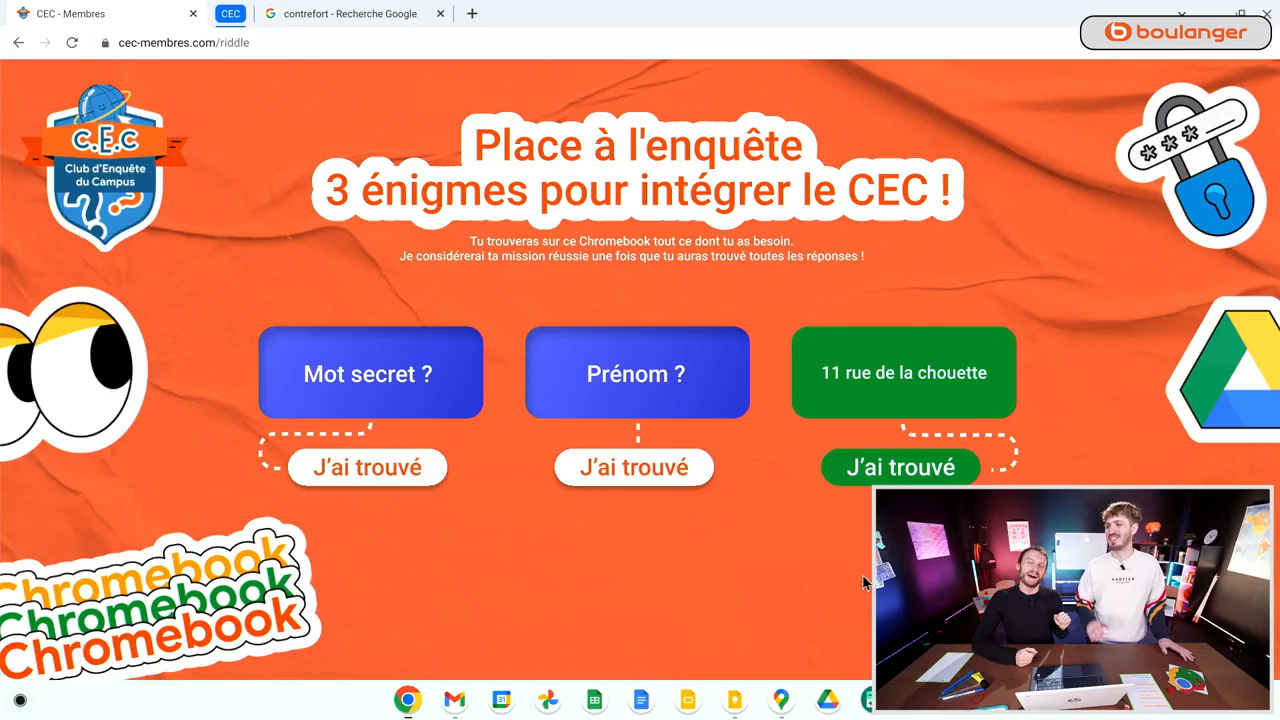 CEC - Membres
CEC
contrefort - Recherche Google
cec-membres.com/riddle
boulanger
C.E.C
Club d'Enquête
du Campus
Place à l'enquête
3 énigmes pour intégrer le CEC !
Tu trouveras sur ce Chromebook tout ce dont tu as besoin.
Je considérerai ta mission réussie une fois que tu auras trouvé toutes les réponses !
Mot secret ?
Prénom ?
11 rue de la chouette
J'ai trouvé
J'ai trouvé
J'ai trouvé
Chromebook
Chromebook
Chromebook
31